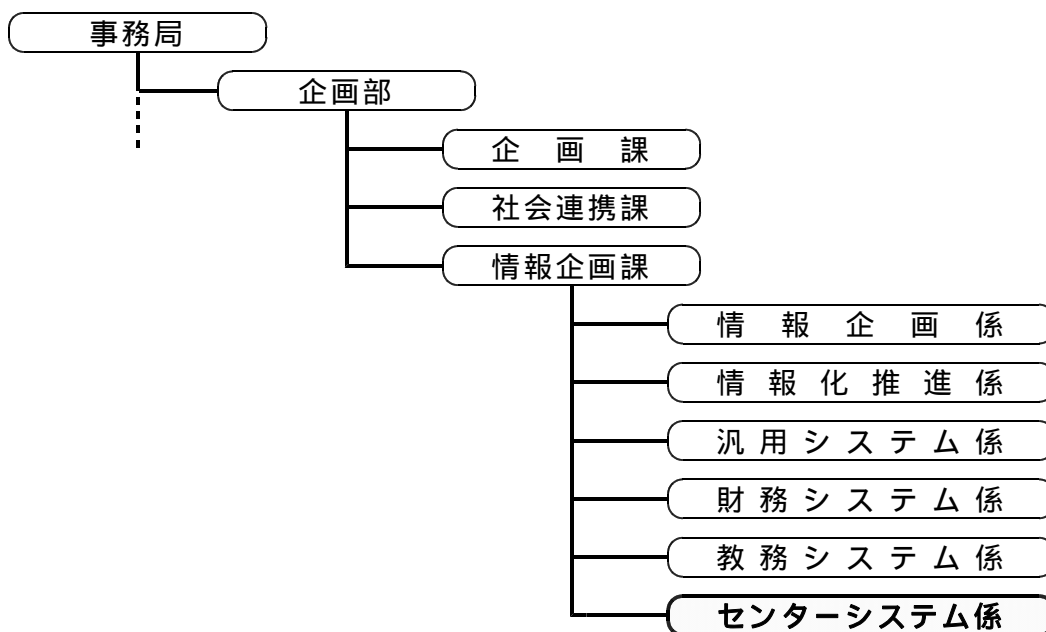 事務局
企画部
企画課
社会連携課
情報企画課
情報企画係
情報化推進係
汎用システム係
財務システム係
教務システム係
センターシステム係